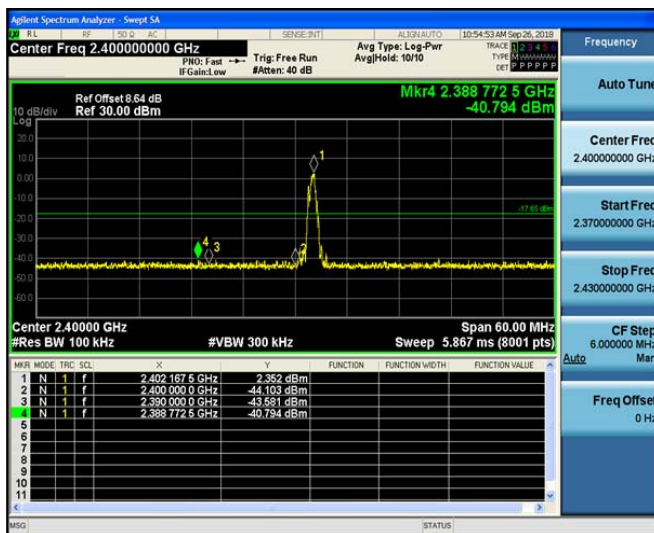 Agilent Spectrum Analyzer - Swept SA
LXI RL RF 50 Ω AC SENSE:INT ALIGN AUTO 10:54:53 AM Sep 26, 2018
Center Freq 2.400000000 GHz
PNO: Fast Trig: Free Run Avg Type: Log-Pwr TRACE 1 2 3 4 5 6
IFGain:Low #Atten: 40 dB Avg|Hold: 10/10 TYPE
DET P P P P P P
Ref Offset 8.64 dB
10 dB/div Ref 30.00 dBm
Log
Mkr4 2.388 772 5 GHz
-40.794 dBm
20.0
10.0
0.00
-10.0
-20.0
-30.0
-40.0
-50.0
-60.0
1
-17.65 dBm
4
3
2
Center 2.40000 GHz Span 60.00 MHz
#Res BW 100 kHz #VBW 300 kHz Sweep 5.867 ms (8001 pts)
MKR MODE TRC SCL X Y FUNCTION FUNCTION WIDTH FUNCTION VALUE
1 N 1 f 2.402 167 5 GHz 2.352 dBm
2 N 1 f 2.400 000 0 GHz -44.103 dBm
3 N 1 f 2.390 000 0 GHz -43.581 dBm
4 N 1 f 2.388 772 5 GHz -40.794 dBm
5
6
7
8
9
10
11
MSG STATUS
Frequency
Auto Tune
Center Freq
2.400000000 GHz
Start Freq
2.370000000 GHz
Stop Freq
2.430000000 GHz
CF Step
6.000000 MHz
Auto Man
Freq Offset
0 Hz